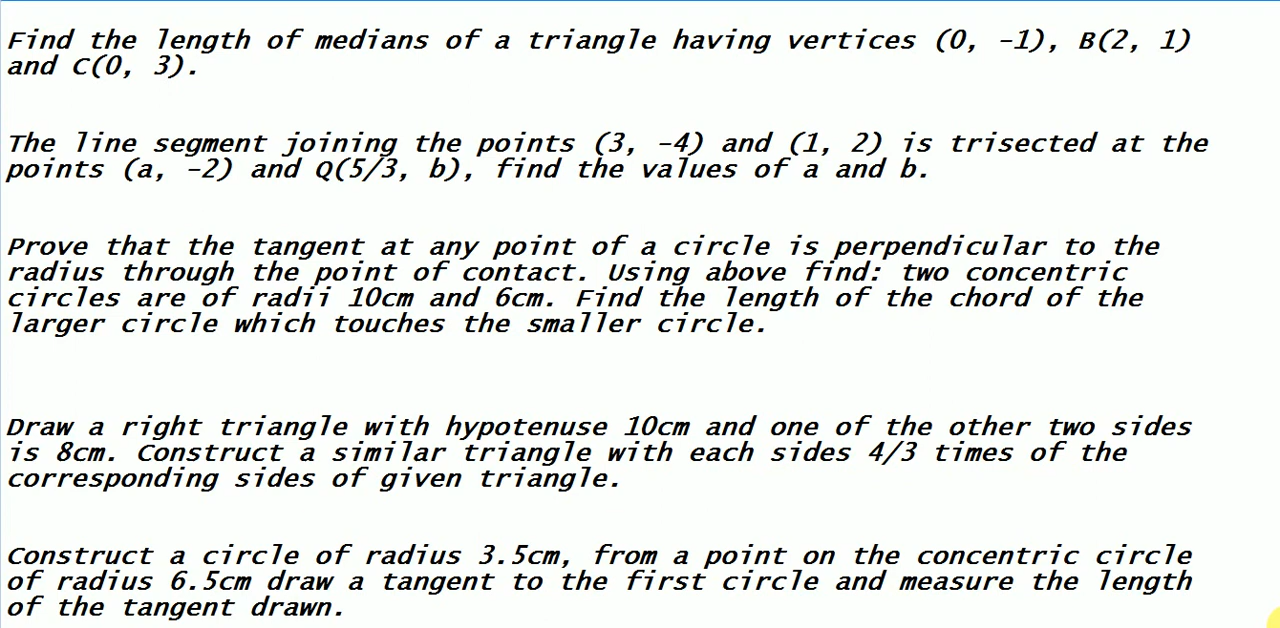 Find the length of medians of a triangle having vertices (0, -1), B(2, 1)
and C(0, 3).
The line segment joining the points (3, -4) and (1, 2) is trisected at the
points (a, -2) and Q(5/3, b), find the values of a and b.
Prove that the tangent at any point of a circle is perpendicular to the
radius through the point of contact. Using above find: two concentric
circles are of radii 10cm and 6cm. Find the length of the chord of the
larger circle which touches the smaller circle.
Draw a right triangle with hypotenuse 10cm and one of the other two sides
is 8cm. Construct a similar triangle with each sides 4/3 times of the
corresponding sides of given triangle.
Construct a circle of radius 3.5cm, from a point on the concentric circle
of radius 6.5cm draw a tangent to the first circle and measure the length
of the tangent drawn.